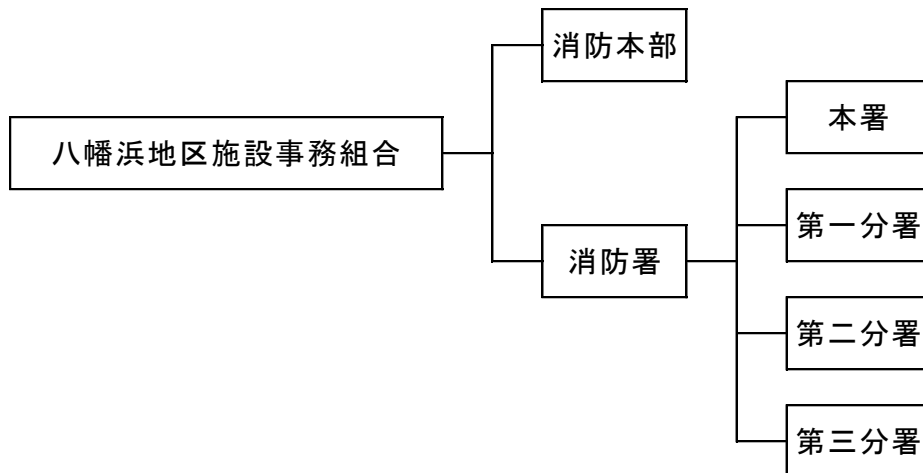 消防本部
八幡浜地区施設事務組合
消防署
本署
第一分署
第二分署
第三分署